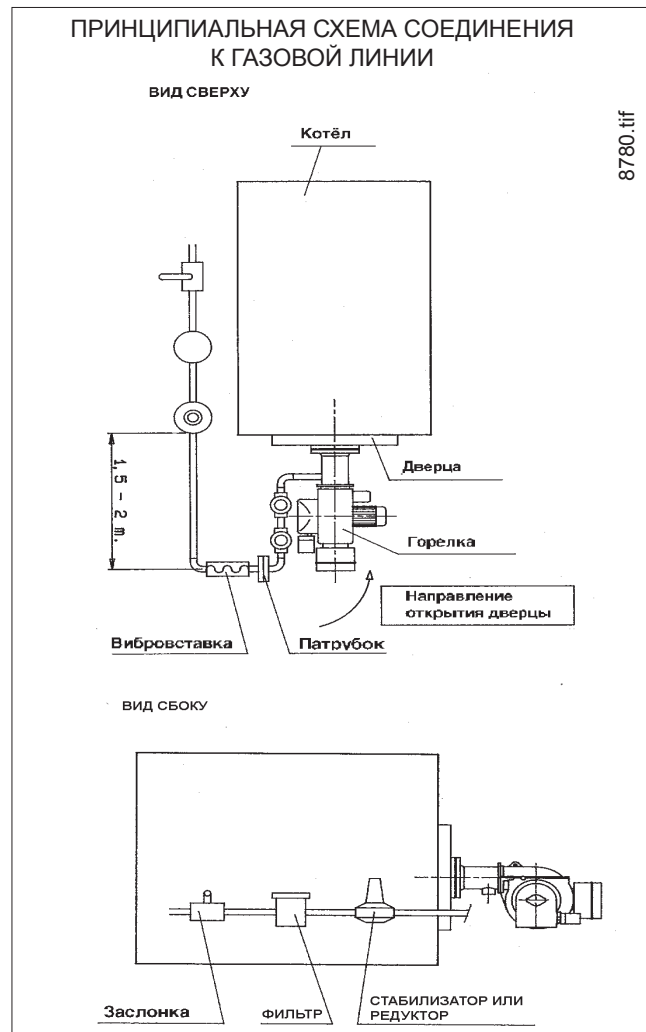 ПРИНЦИПИАЛЬНАЯ СХЕМА СОЕДИНЕНИЯ
К ГАЗОВОЙ ЛИНИИ
ВИД СВЕРХУ
8780.tif
Котёл
1,5 - 2 m.
Дверца
Горелка
Направление
открытия дверцы
Вибровставка
Патрубок
ВИД СБОКУ
Заслонка
ФИЛЬТР
СТАБИЛИЗАТОР ИЛИ
РЕДУКТОР